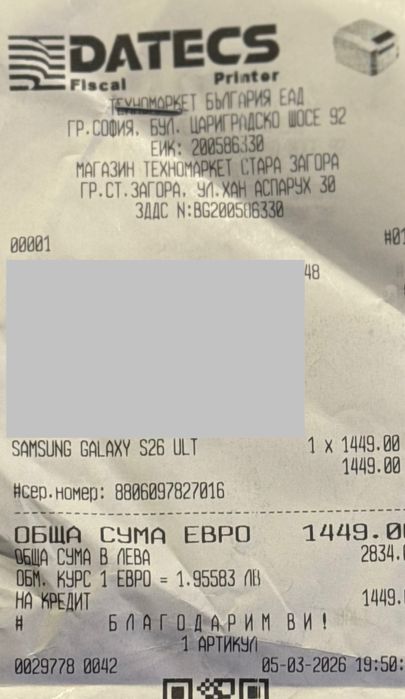 DATECS
Fiscal Printer
ТЕХНОМАРКЕТ БЪЛГАРИЯ ЕАД
ГР.СОФИЯ, БУЛ. ЦАРИГРАДСКО ШОСЕ 92
ЕИК: 200586330
МАГАЗИН ТЕХНОМАРКЕТ СТАРА ЗАГОРА
ГР.СТ.ЗАГОРА, УЛ.ХАН АСПАРУХ 30
ЗДДС N:BG200586330
00001 #01
48
SAMSUNG GALAXY S26 ULT 1 x 1449.00
1449.00
#сер.номер: 8806097827016
ОБЩА СУМА ЕВРО 1449.00
ОБЩА СУМА В ЛЕВА 2834.
ОБМ. КУРС 1 ЕВРО = 1.95583 ЛВ
НА КРЕДИТ 1449.
# БЛАГОДАРИМ ВИ!
1 АРТИКУЛ
0029778 0042 05-03-2026 19:50: